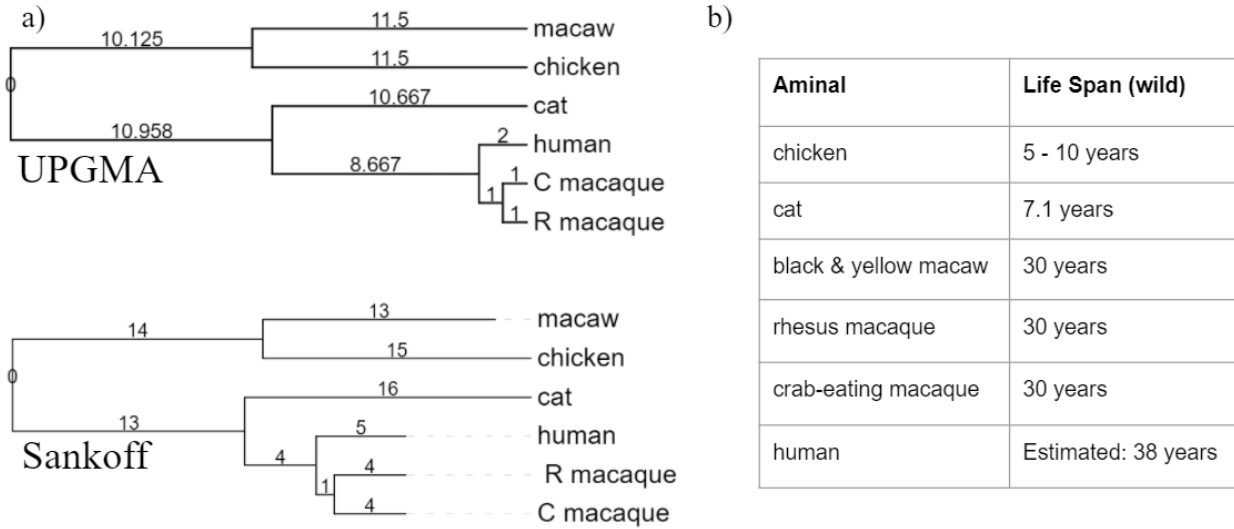 a)
10.125
11.5
macaw
11.5
chicken
0
10.958
10.667
cat
8.667
2
human
1
1
C macaque
1
R macaque
UPGMA
14
13
macaw
15
chicken
0
13
16
cat
4
5
human
1
4
R macaque
4
C macaque
Sankoff
b)
Aminal Life Span (wild)
chicken 5 - 10 years
cat 7.1 years
black & yellow macaw 30 years
rhesus macaque 30 years
crab-eating macaque 30 years
human Estimated: 38 years